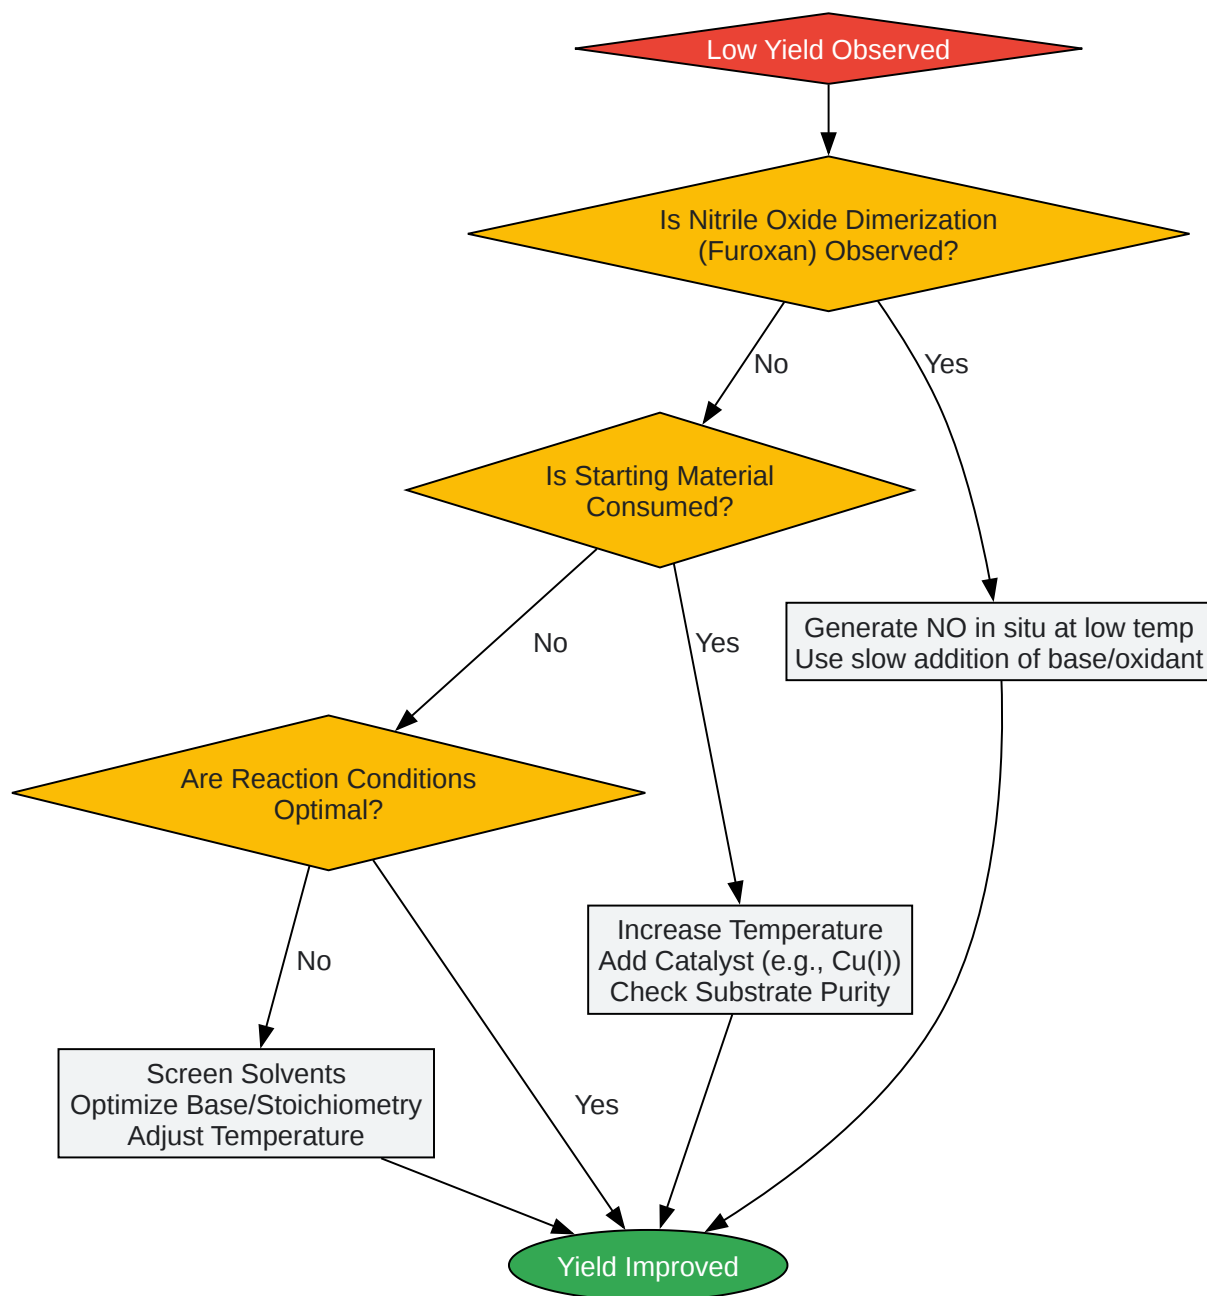 Low Yield Observed
Is Nitrile Oxide Dimerization
(Furoxan) Observed?
No
Yes
Is Starting Material
Consumed?
Generate NO in situ at low temp
Use slow addition of base/oxidant
No
Yes
Are Reaction Conditions
Optimal?
Increase Temperature
Add Catalyst (e.g., Cu(I))
Check Substrate Purity
No
Screen Solvents
Optimize Base/Stoichiometry
Adjust Temperature
Yes
Yield Improved